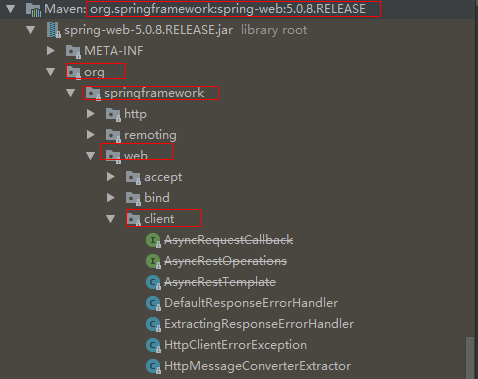 Maven: org.springframework:spring-web:5.0.8.RELEASE
spring-web-5.0.8.RELEASE.jar library root
META-INF
org
springframework
http
remoting
web
accept
bind
client
AsyncRequestCallback
AsyncRestOperations
AsyncRestTemplate
DefaultResponseErrorHandler
ExtractingResponseErrorHandler
HttpClientErrorException
HttpMessageConverterExtractor